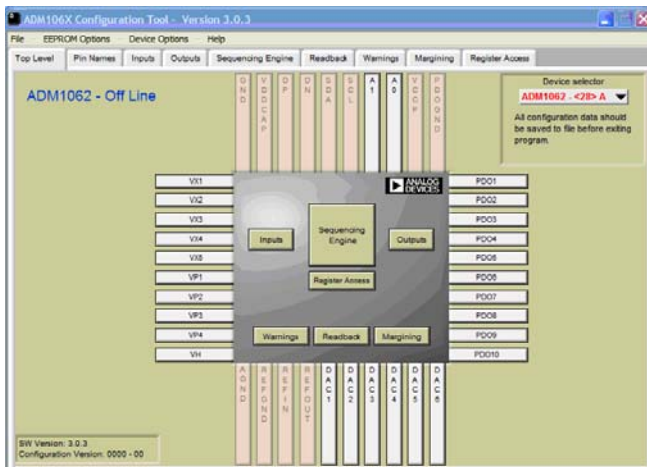 ADM106X Configuration Tool - Version 3.0.3
File EEPROM Options Device Options Help
Top Level Pin Names Inputs Outputs Sequencing Engine Readback Warnings Margining Register Access
ADM1062 - Off Line
GND VDDCAP DP DN SDA SCL A1 A0 VCCP PDOGND
Device selector
ADM1062 - <28> A
All configuration data should
be saved to file before exiting
program.
ANALOG
DEVICES
VX1
VX2
VX3
VX4
VX5
VP1
VP2
VP3
VP4
VH
Inputs
Sequencing
Engine
Outputs
Register Access
Warnings Readback Margining
PDO1
PDO2
PDO3
PDO4
PDO5
PDO6
PDO7
PDO8
PDO9
PDO10
AGND REFGND REFIN REFOUT DAC1 DAC2 DAC3 DAC4 DAC5 DAC6
SW Version: 3.0.3
Configuration Version: 0000 - 00